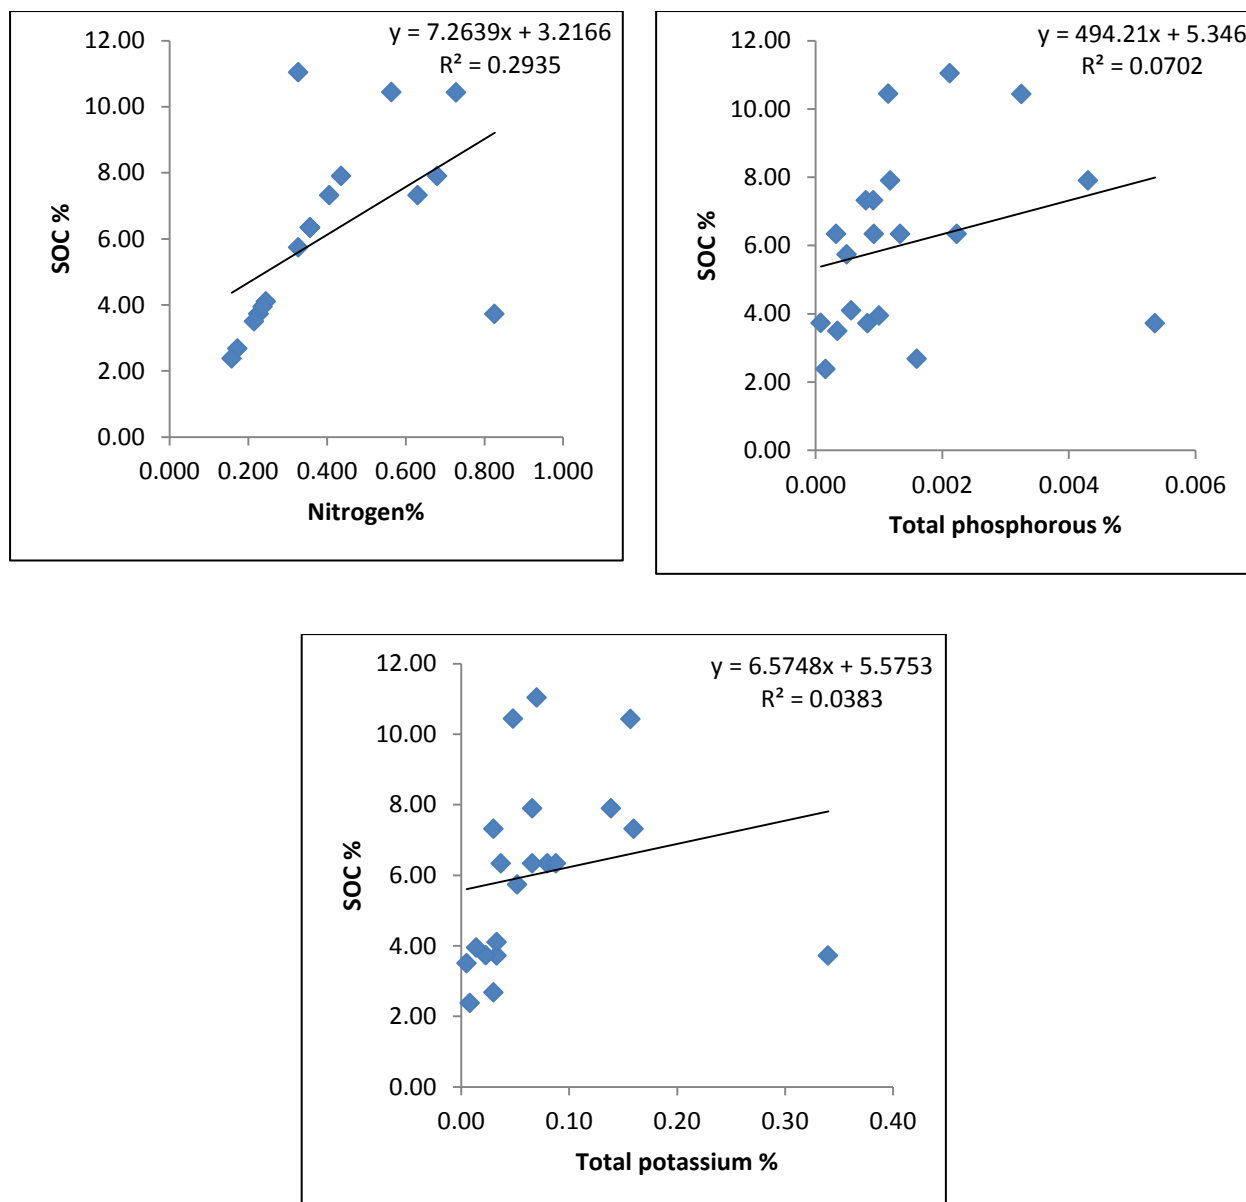 y = 7.2639x + 3.2166
R² = 0.2935
12.00
10.00
8.00
6.00
4.00
2.00
0.00
SOC %
0.000 0.200 0.400 0.600 0.800 1.000
Nitrogen%
y = 494.21x + 5.346
R² = 0.0702
12.00
10.00
8.00
6.00
4.00
2.00
0.00
SOC %
0.000 0.002 0.004 0.006
Total phosphorous %
y = 6.5748x + 5.5753
R² = 0.0383
12.00
10.00
8.00
6.00
4.00
2.00
0.00
SOC %
0.00 0.10 0.20 0.30 0.40
Total potassium %